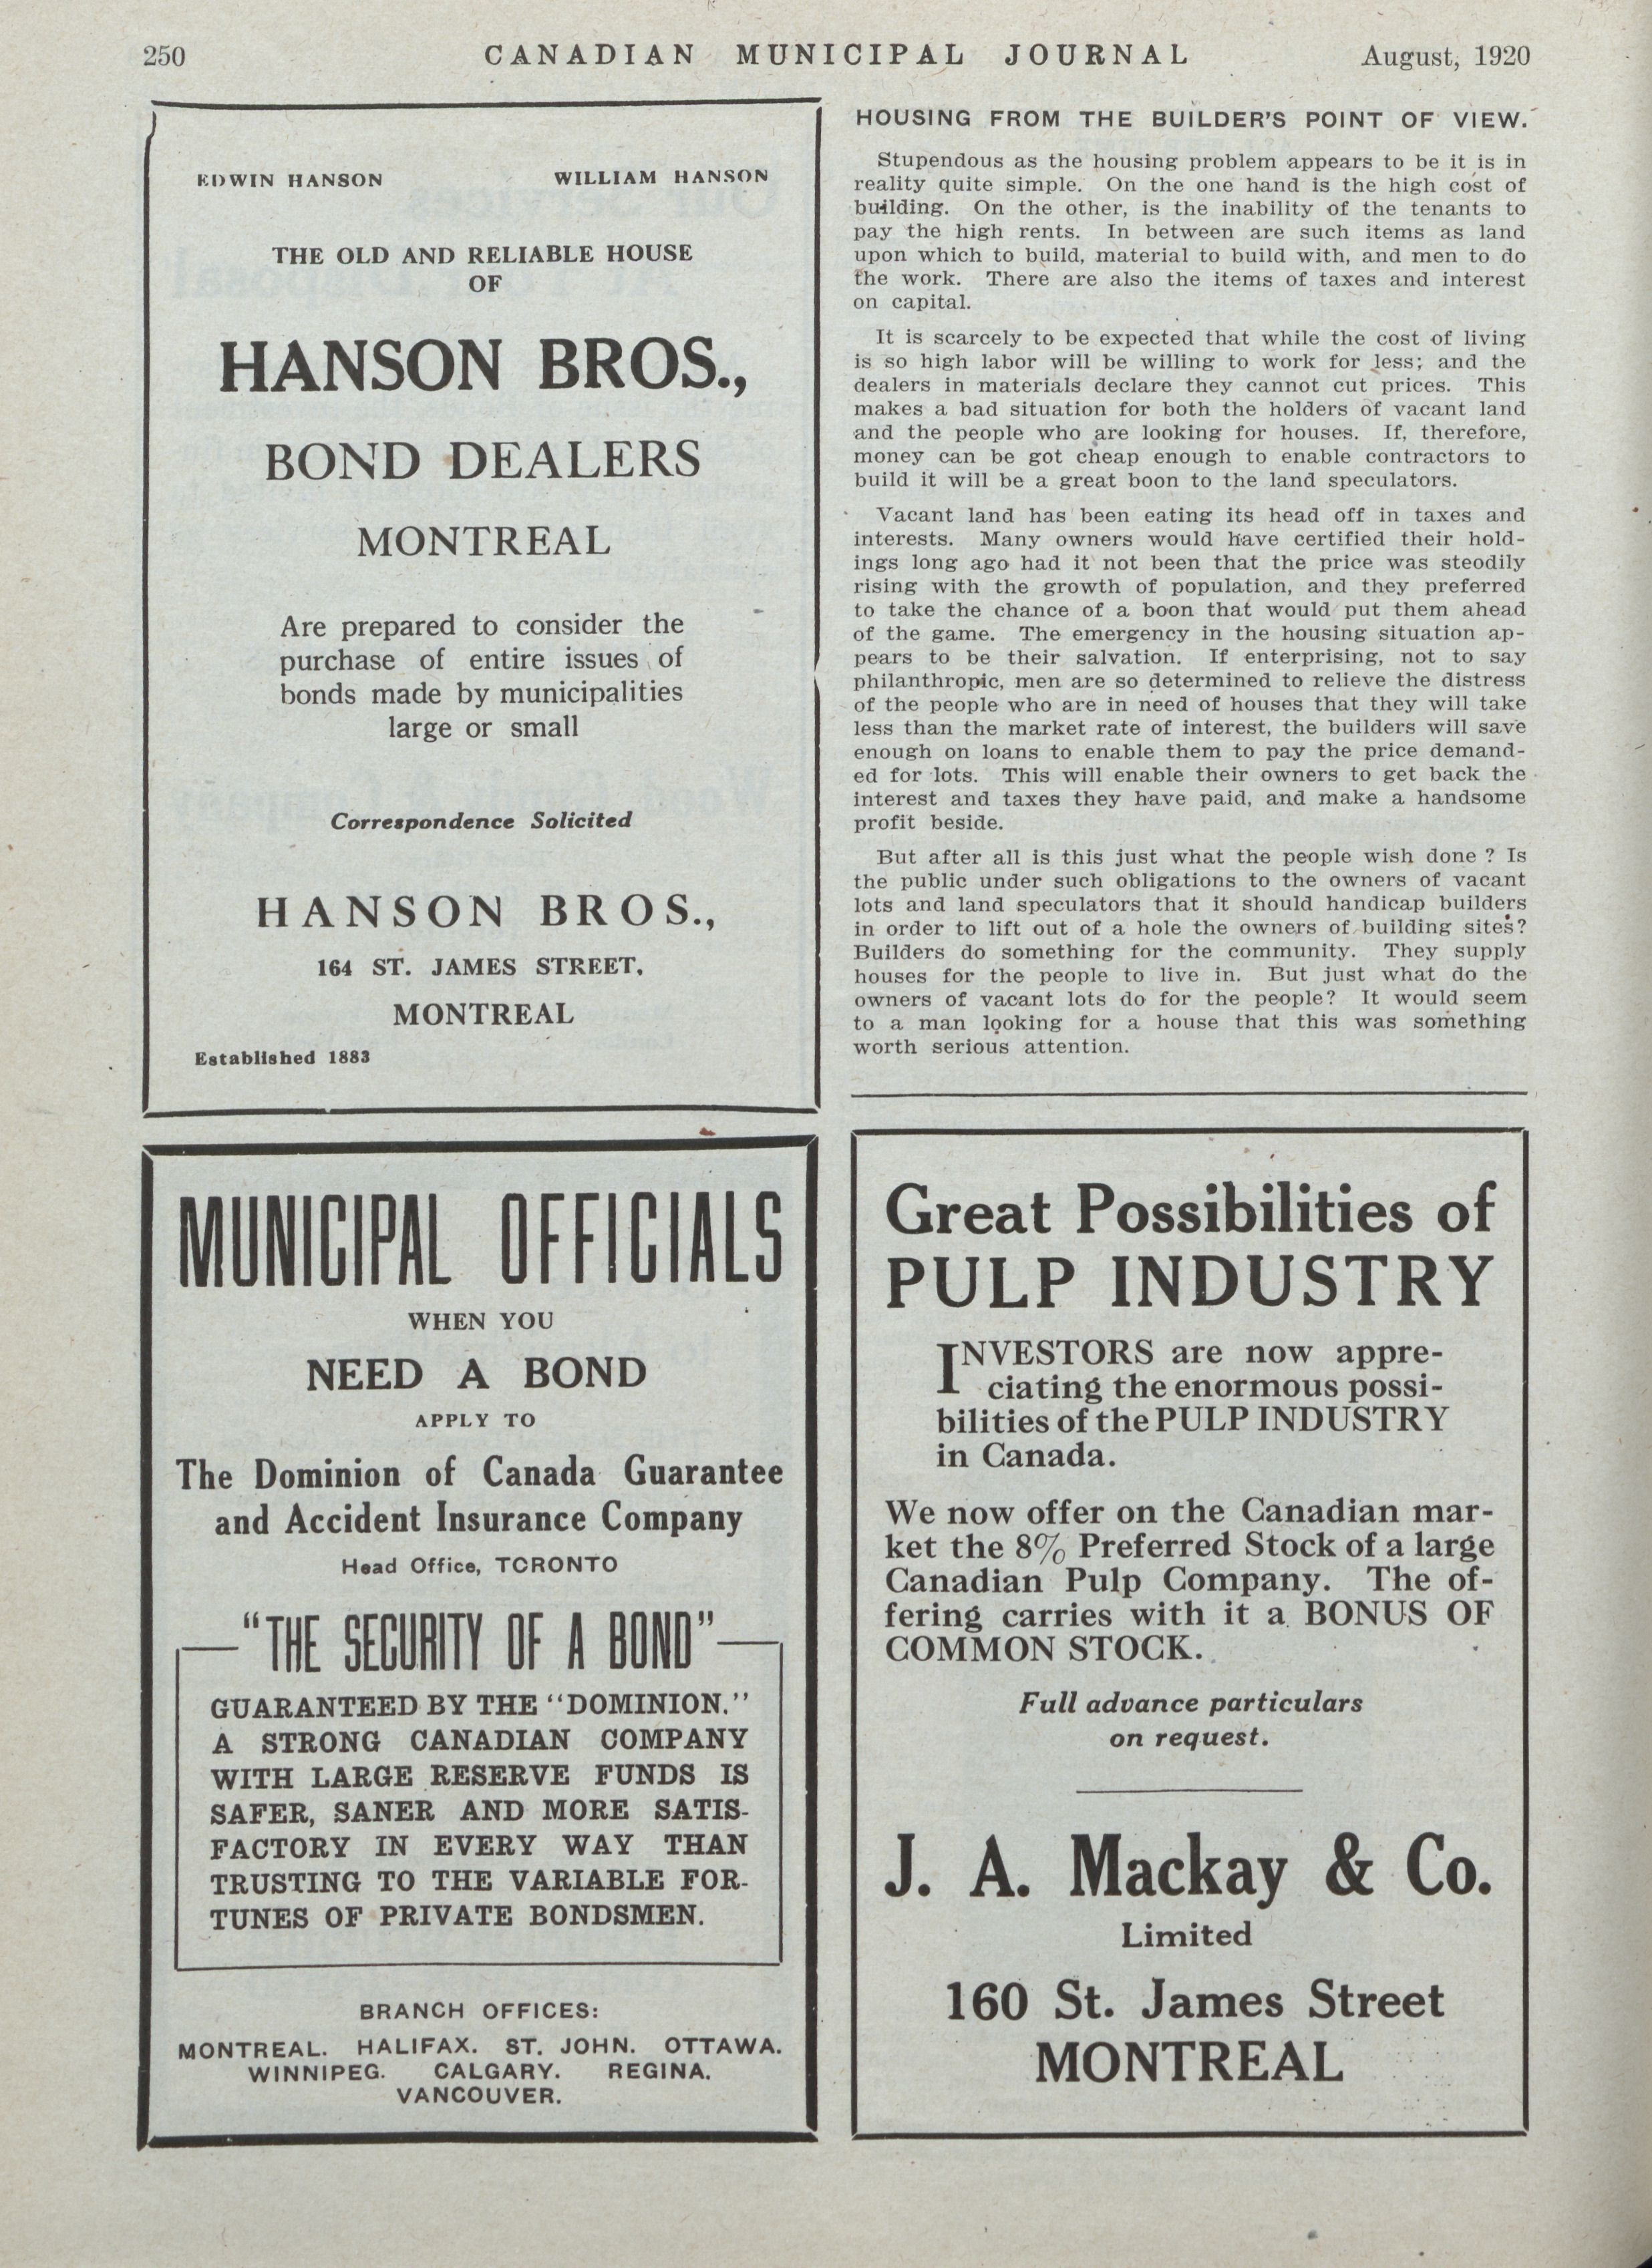 250 CANADIAN MUNICIPAL JOURNAL August, 1920
EDWIN HANSON WILLIAM HANSON
THE OLD AND RELIABLE HOUSE
OF
HANSON BROS.,
BOND DEALERS
MONTREAL
Are prepared to consider the
purchase of entire issues of
bonds made by municipalities
large or small
Correspondence Solicited
HANSON BROS.,
164 ST. JAMES STREET,
MONTREAL
Established 1883
MUNICIPAL OFFICIALS
WHEN YOU
NEED A BOND
APPLY TO
The Dominion of Canada Guarantee
and Accident Insurance Company
Head Office, TORONTO
"THE SECURITY OF A BOND"
GUARANTEED BY THE "DOMINION."
A STRONG CANADIAN COMPANY
WITH LARGE RESERVE FUNDS IS
SAFER, SANER AND MORE SATIS-
FACTORY IN EVERY WAY THAN
TRUSTING TO THE VARIABLE FOR-
TUNES OF PRIVATE BONDSMEN.
BRANCH OFFICES:
MONTREAL. HALIFAX. ST. JOHN. OTTAWA.
WINNIPEG. CALGARY. REGINA.
VANCOUVER.
HOUSING FROM THE BUILDER'S POINT OF VIEW.
Stupendous as the housing problem appears to be it is in
reality quite simple. On the one hand is the high cost of
building. On the other, is the inability of the tenants to
pay the high rents. In between are such items as land
upon which to build, material to build with, and men to do
the work. There are also the items of taxes and interest
on capital.
It is scarcely to be expected that while the cost of living
is so high labor will be willing to work for less; and the
dealers in materials declare they cannot cut prices. This
makes a bad situation for both the holders of vacant land
and the people who are looking for houses. If, therefore,
money can be got cheap enough to enable contractors to
build it will be a great boon to the land speculators.
Vacant land has been eating its head off in taxes and
interests. Many owners would have certified their hold-
ings long ago had it not been that the price was steodily
rising with the growth of population, and they preferred
to take the chance of a boon that would put them ahead
of the game. The emergency in the housing situation ap-
pears to be their salvation. If enterprising, not to say
philanthropic, men are so determined to relieve the distress
of the people who are in need of houses that they will take
less than the market rate of interest, the builders will save
enough on loans to enable them to pay the price demand-
ed for lots. This will enable their owners to get back the
interest and taxes they have paid, and make a handsome
profit beside.
But after all is this just what the people wish done ? Is
the public under such obligations to the owners of vacant
lots and land speculators that it should handicap builders
in order to lift out of a hole the owners of building sites?
Builders do something for the community. They supply
houses for the people to live in. But just what do the
owners of vacant lots do for the people? It would seem
to a man looking for a house that this was something
worth serious attention.
Great Possibilities of
PULP INDUSTRY
INVESTORS are now appre-
ciating the enormous possi-
bilities of the PULP INDUSTRY
in Canada.
We now offer on the Canadian mar-
ket the 8% Preferred Stock of a large
Canadian Pulp Company. The of-
fering carries with it a BONUS OF
COMMON STOCK.
Full advance particulars
on request.
J. A. Mackay & Co.
Limited
160 St. James Street
MONTREAL